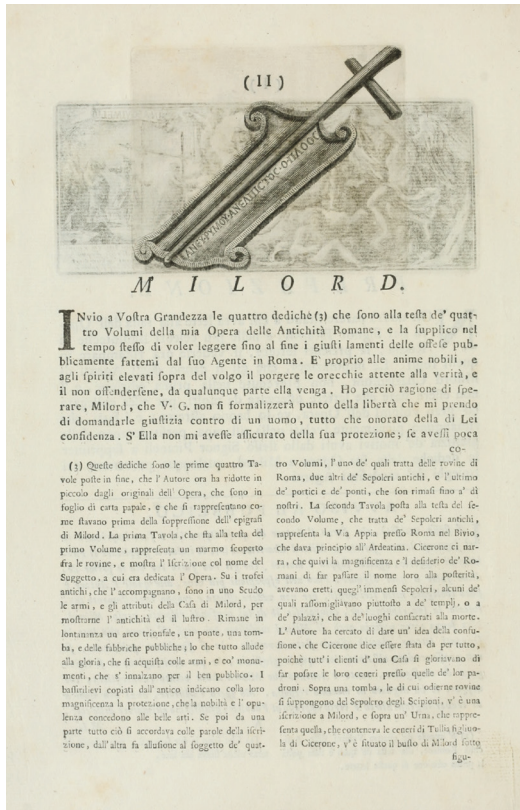 (II)
ΑΝΕΚΡΥΜΟΥ·ΑΝΕΛΠΙΣΤΟΣ·Ο·ΠΛΟΟΣ
MILORD.
INvio a Voſtra Grandezza le quattro dediche (3) che ſono alla teſta de' quat-
tro Volumi della mia Opera delle Antichità Romane, e la ſupplico nel
tempo ſteſſo di voler leggere fino al fine i giuſti lamenti delle offeſe pub-
blicamente fattemi dal ſuo Agente in Roma. E' proprio alle anime nobili, e
agli ſpiriti elevati ſopra del volgo il porgere le orecchie attente alla verità, e
il non offenderſene, da qualunque parte ella venga. Ho perciò ragione di ſpe-
rare, Milord, che V. G. non ſi formalizzerà punto della libertà che mi prendo
di domandarle giuſtizia contro di un uomo, tutto che onorato della di Lei
confidenza. S' Ella non mi aveſſe aſſicurato della ſua protezione; ſe aveſſi poca
co-
(3) Queſte dediche ſono le prime quattro Ta-
vole poſte in fine, che l' Autore ora ha ridotte in
piccolo dagli originali dell' Opera, che ſono in
foglio di carta papale, e che ſi rappreſentano co-
me ſtavano prima della ſoppreſſione dell' epigrafi
di Milord. La prima Tavola, che ſta alla teſta del
primo Volume, rappreſenta un marmo ſcoperto
fra le rovine, e moſtra l' Iſcrizione col nome del
Suggetto, a cui era dedicata l' Opera. Su i trofei
antichi, che l' accompagnano, ſono in uno Scudo
le armi, e gli attributi della Caſa di Milord, per
moſtrarne l' antichità ed il luſtro. Rimane in
lontananza un arco trionfale, un ponte, una tom-
ba, e delle fabbriche pubbliche; lo che tutto allude
alla gloria, che ſi acquiſta colle armi, e co' monu-
menti, che s' innalzano per il ben pubblico. I
baſſirilievi copiati dall' antico indicano colla loro
magnificenza la protezione, che la nobiltà e l' opu-
lenza concedono alle belle arti. Se poi da una
parte tutto ciò ſi accordava colle parole della iſcri-
zione, dall' altra fa alluſione al ſoggetto de' quat-
tro Volumi, l' uno de' quali tratta delle rovine di
Roma, due altri de' Sepolcri antichi, e l' ultimo
de' portici e de' ponti, che ſon rimaſi fino a' dì
noſtri. La ſeconda Tavola poſta alla teſta del ſe-
condo Volume, che tratta de' Sepolcri antichi,
rappreſenta la Via Appia preſſo Roma nel Bivio,
che dava principio all' Ardeatina. Cicerone ci nar-
ra, che quivi la magnificenza e 'l deſiderio de' Ro-
mani di far paſſare il nome loro alla poſterità,
avevano eretti quegl' immenſi Sepolcri, alcuni de'
quali raſſomigliavano piuttoſto a de' templj, o a
de' palazzi, che a de' luoghi conſacrati alla morte.
L' Autore ha cercato di dare un' idea della confu-
ſione, che Cicerone dice eſſere ſtata da per tutto,
poichè tutt' i clienti d' una Caſa ſi gloriavano di
far poſare le loro ceneri preſſo quelle de' lor pa-
droni. Sopra una tomba, le di cui odierne rovine
ſi ſuppongono del Sepolcro degli Scipioni, v' è una
iſcrizione a Milord, e ſopra un' Urna, che rappre-
ſenta quella, che conteneva le ceneri di Tullia figliuo-
la di Cicerone, v' è ſituato il buſto di Milord ſotto
figu-